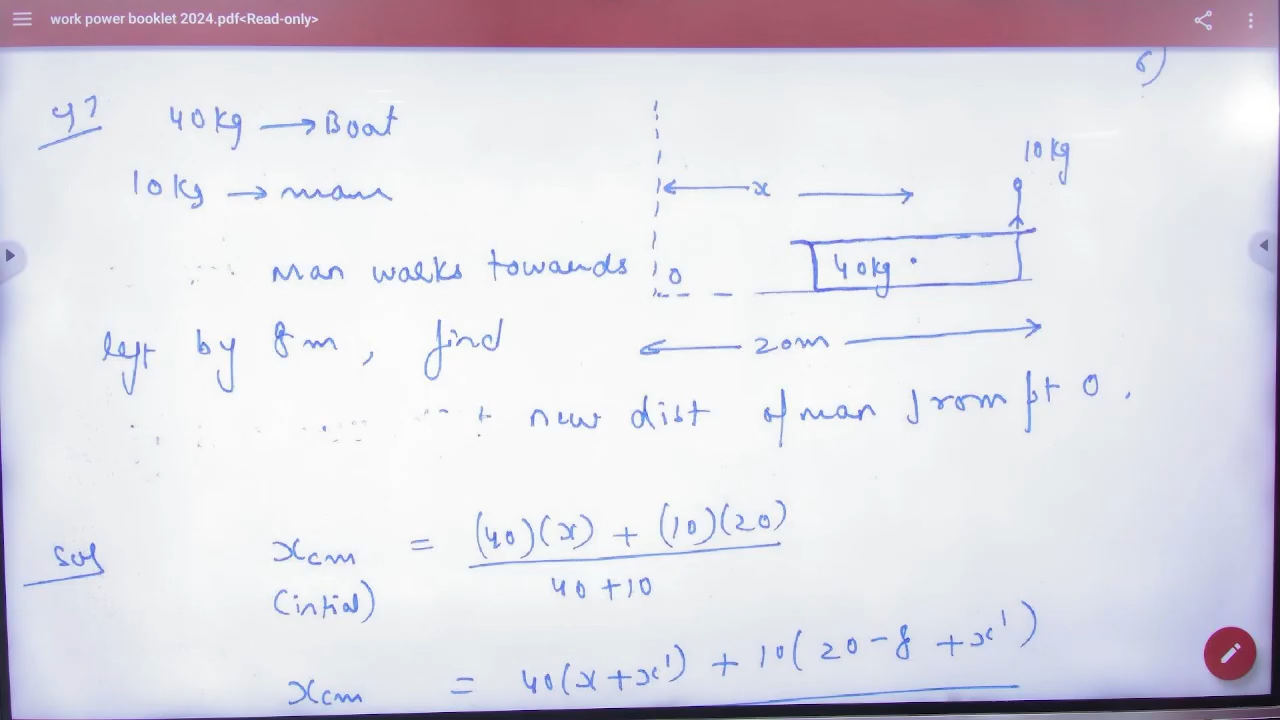 work power booklet 2024.pdf<Read-only>
6)
40kg → Boat
10kg → man
10kg
x
Man walks towards
0
40kg
left by 8m, find
20m
new dist of man from pt 0.
Sol
xcm = (40)(x) + (10)(20)
(intial) 40 + 10
xcm = 40(x+x') + 10(20-8+x')